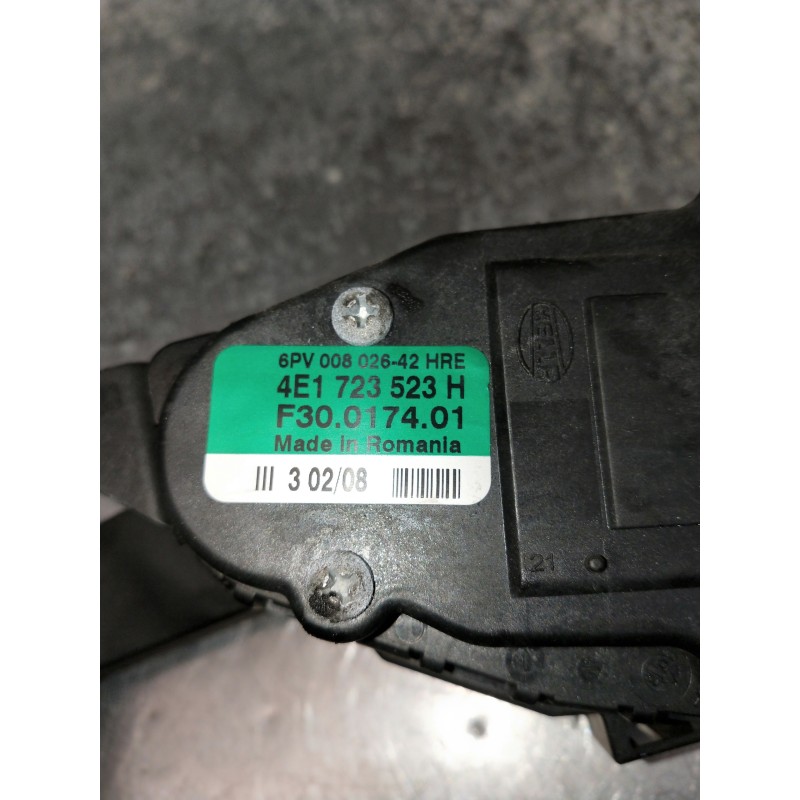 6PV 008 026-42 HRE
4E1 723 523 H
F30.0174.01
Made in Romania
III 3 02/08
HELLA
21